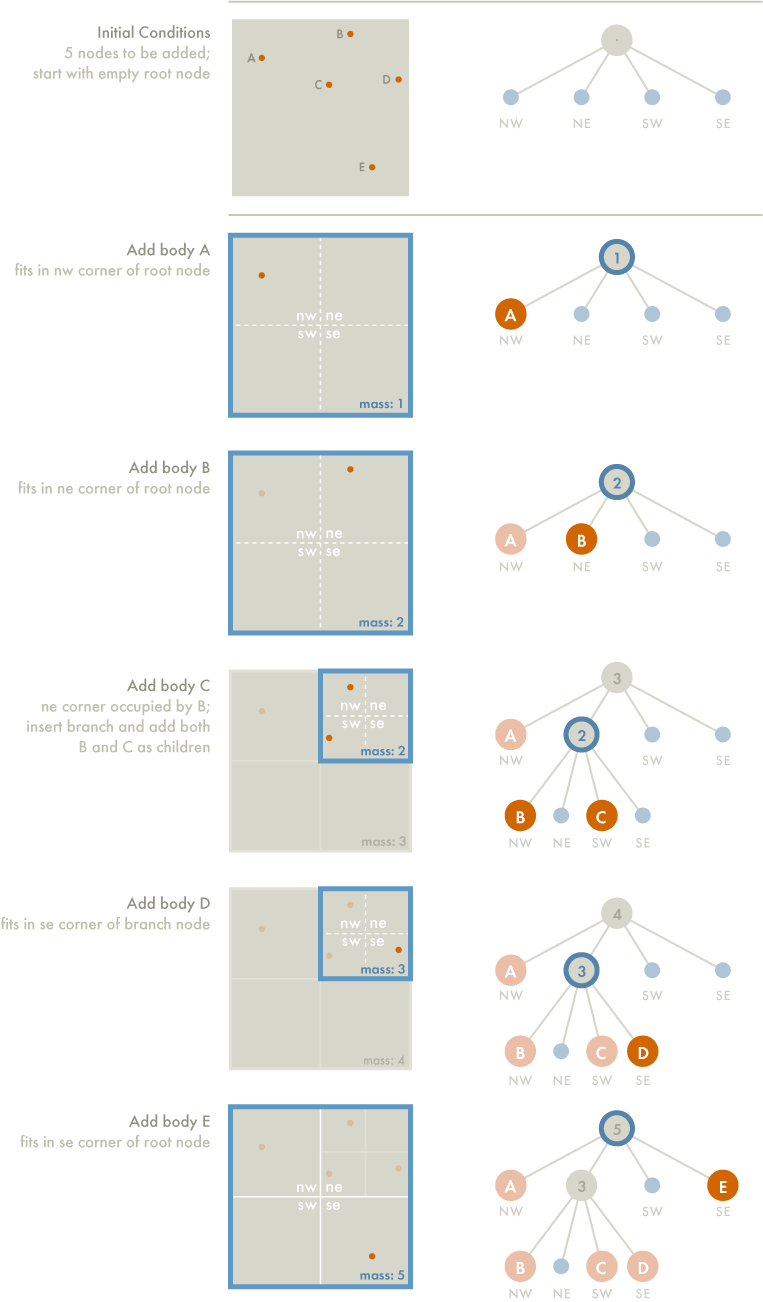 Initial Conditions
5 nodes to be added;
start with empty root node
A
B
C
D
E
NW NE SW SE
Add body A
fits in nw corner of root node
nw ne
sw se
mass: 1
1
A
NW NE SW SE
Add body B
fits in ne corner of root node
nw ne
sw se
mass: 2
2
A B
NW NE SW SE
Add body C
ne corner occupied by B;
insert branch and add both
B and C as children
nw ne
sw se
mass: 2
mass: 3
3
A 2
NW SW SE
B C
NW NE SW SE
Add body D
fits in se corner of branch node
nw ne
sw se
mass: 3
mass: 4
4
A 3
NW SW SE
B C D
NW NE SW SE
Add body E
fits in se corner of root node
nw ne
sw se
mass: 5
5
A 3 E
NW SW SE
B C D
NW NE SW SE